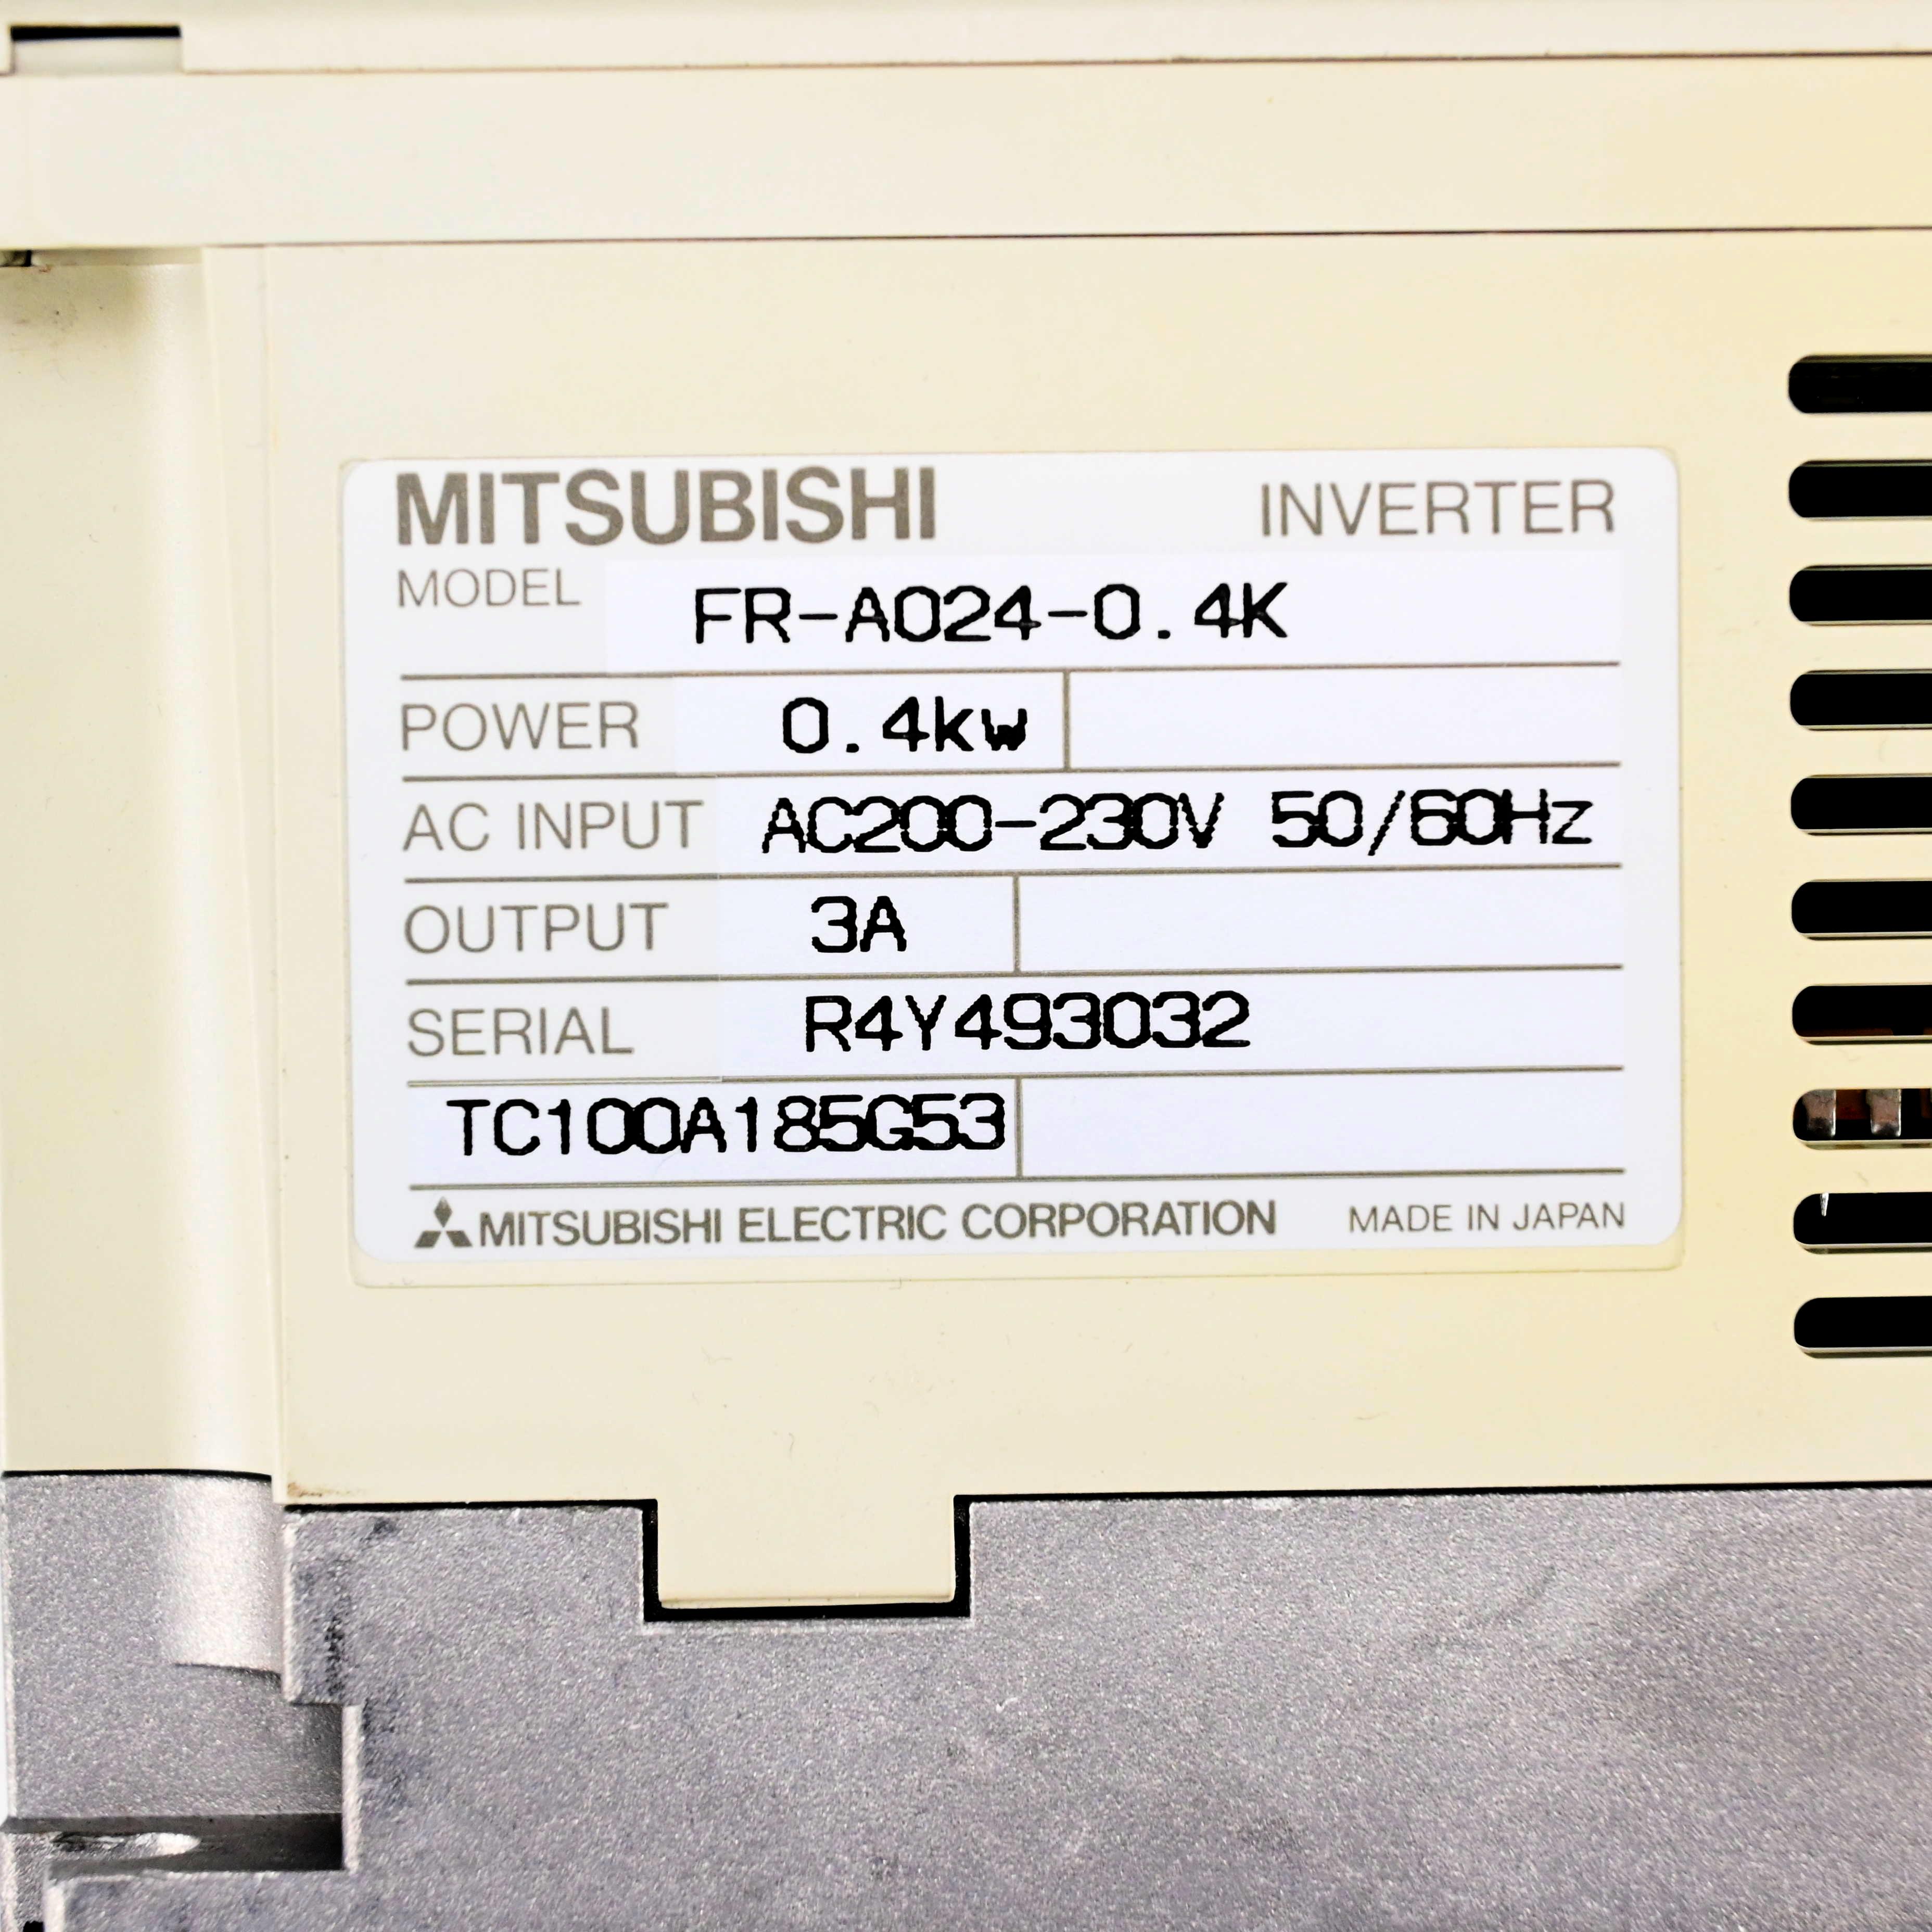 MITSUBISHI INVERTER
MODEL FR-A024-0.4K
POWER 0.4kw
AC INPUT AC200-230V 50/60Hz
OUTPUT 3A
SERIAL R4Y493032
TC100A185G53
MITSUBISHI ELECTRIC CORPORATION MADE IN JAPAN